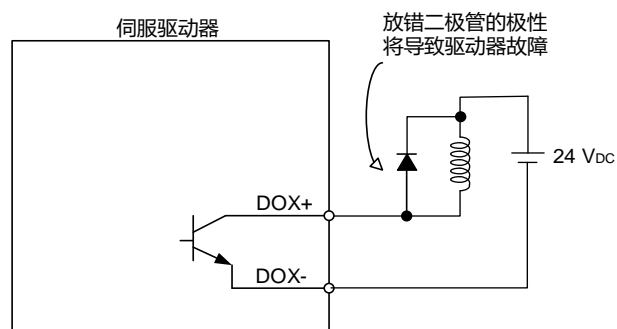 伺服驱动器
放错二极管的极性
将导致驱动器故障
24 VDC
DOX+
DOX-